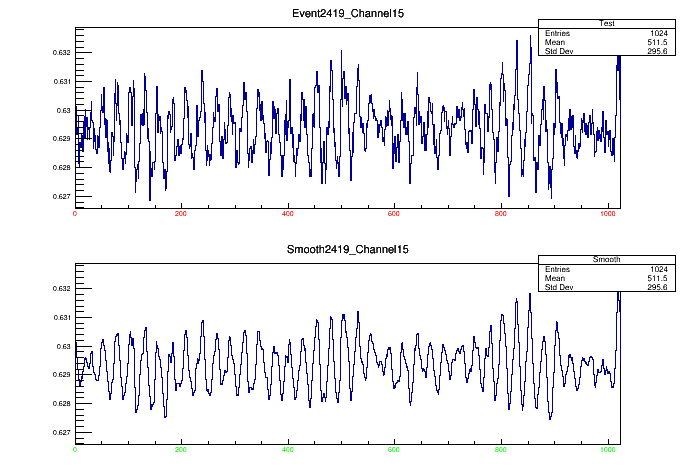 Event2419_Channel15
Test
Entries 1024
Mean 511.5
Std Dev 295.6
0.632
0.631
0.63
0.629
0.628
0.627
0 200 400 600 800 1000
Smooth2419_Channel15
Smooth
Entries 1024
Mean 511.5
Std Dev 295.6
0.632
0.631
0.63
0.629
0.628
0.627
0 200 400 600 800 1000